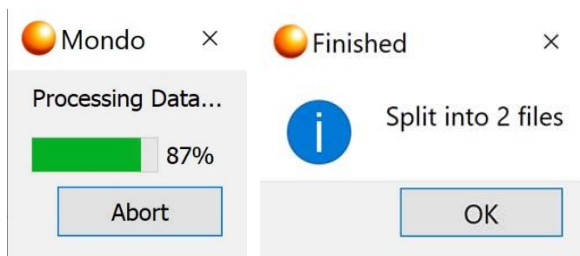 Mondo
Processing Data...
87%
Abort
Finished
Split into 2 files
OK